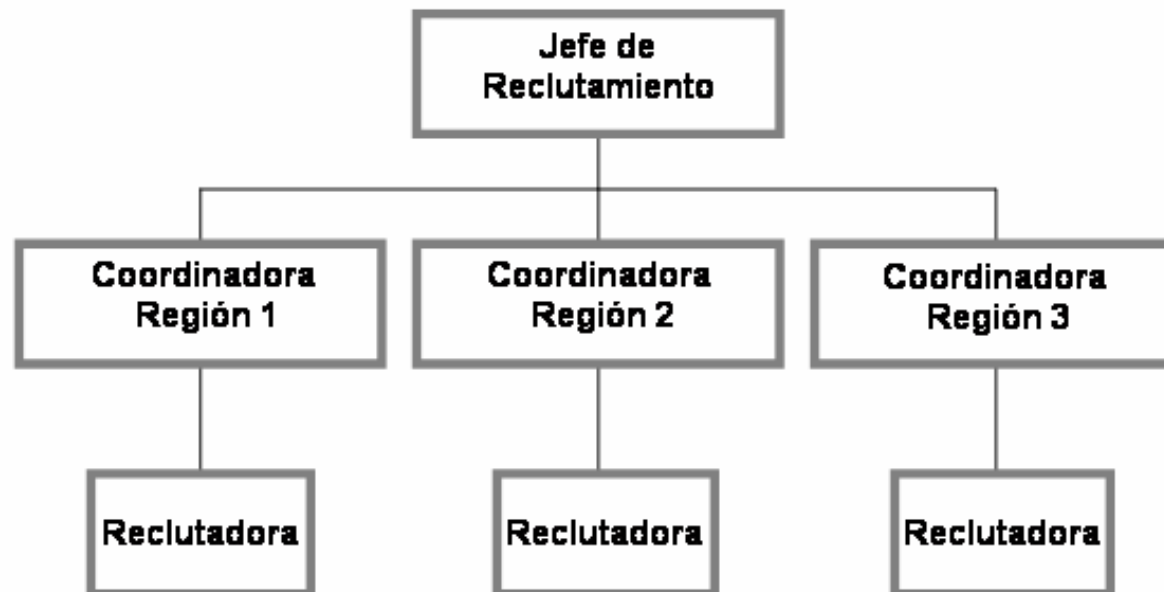 Jefe de
Reclutamiento
Coordinadora
Región 1
Coordinadora
Región 2
Coordinadora
Región 3
Reclutadora
Reclutadora
Reclutadora